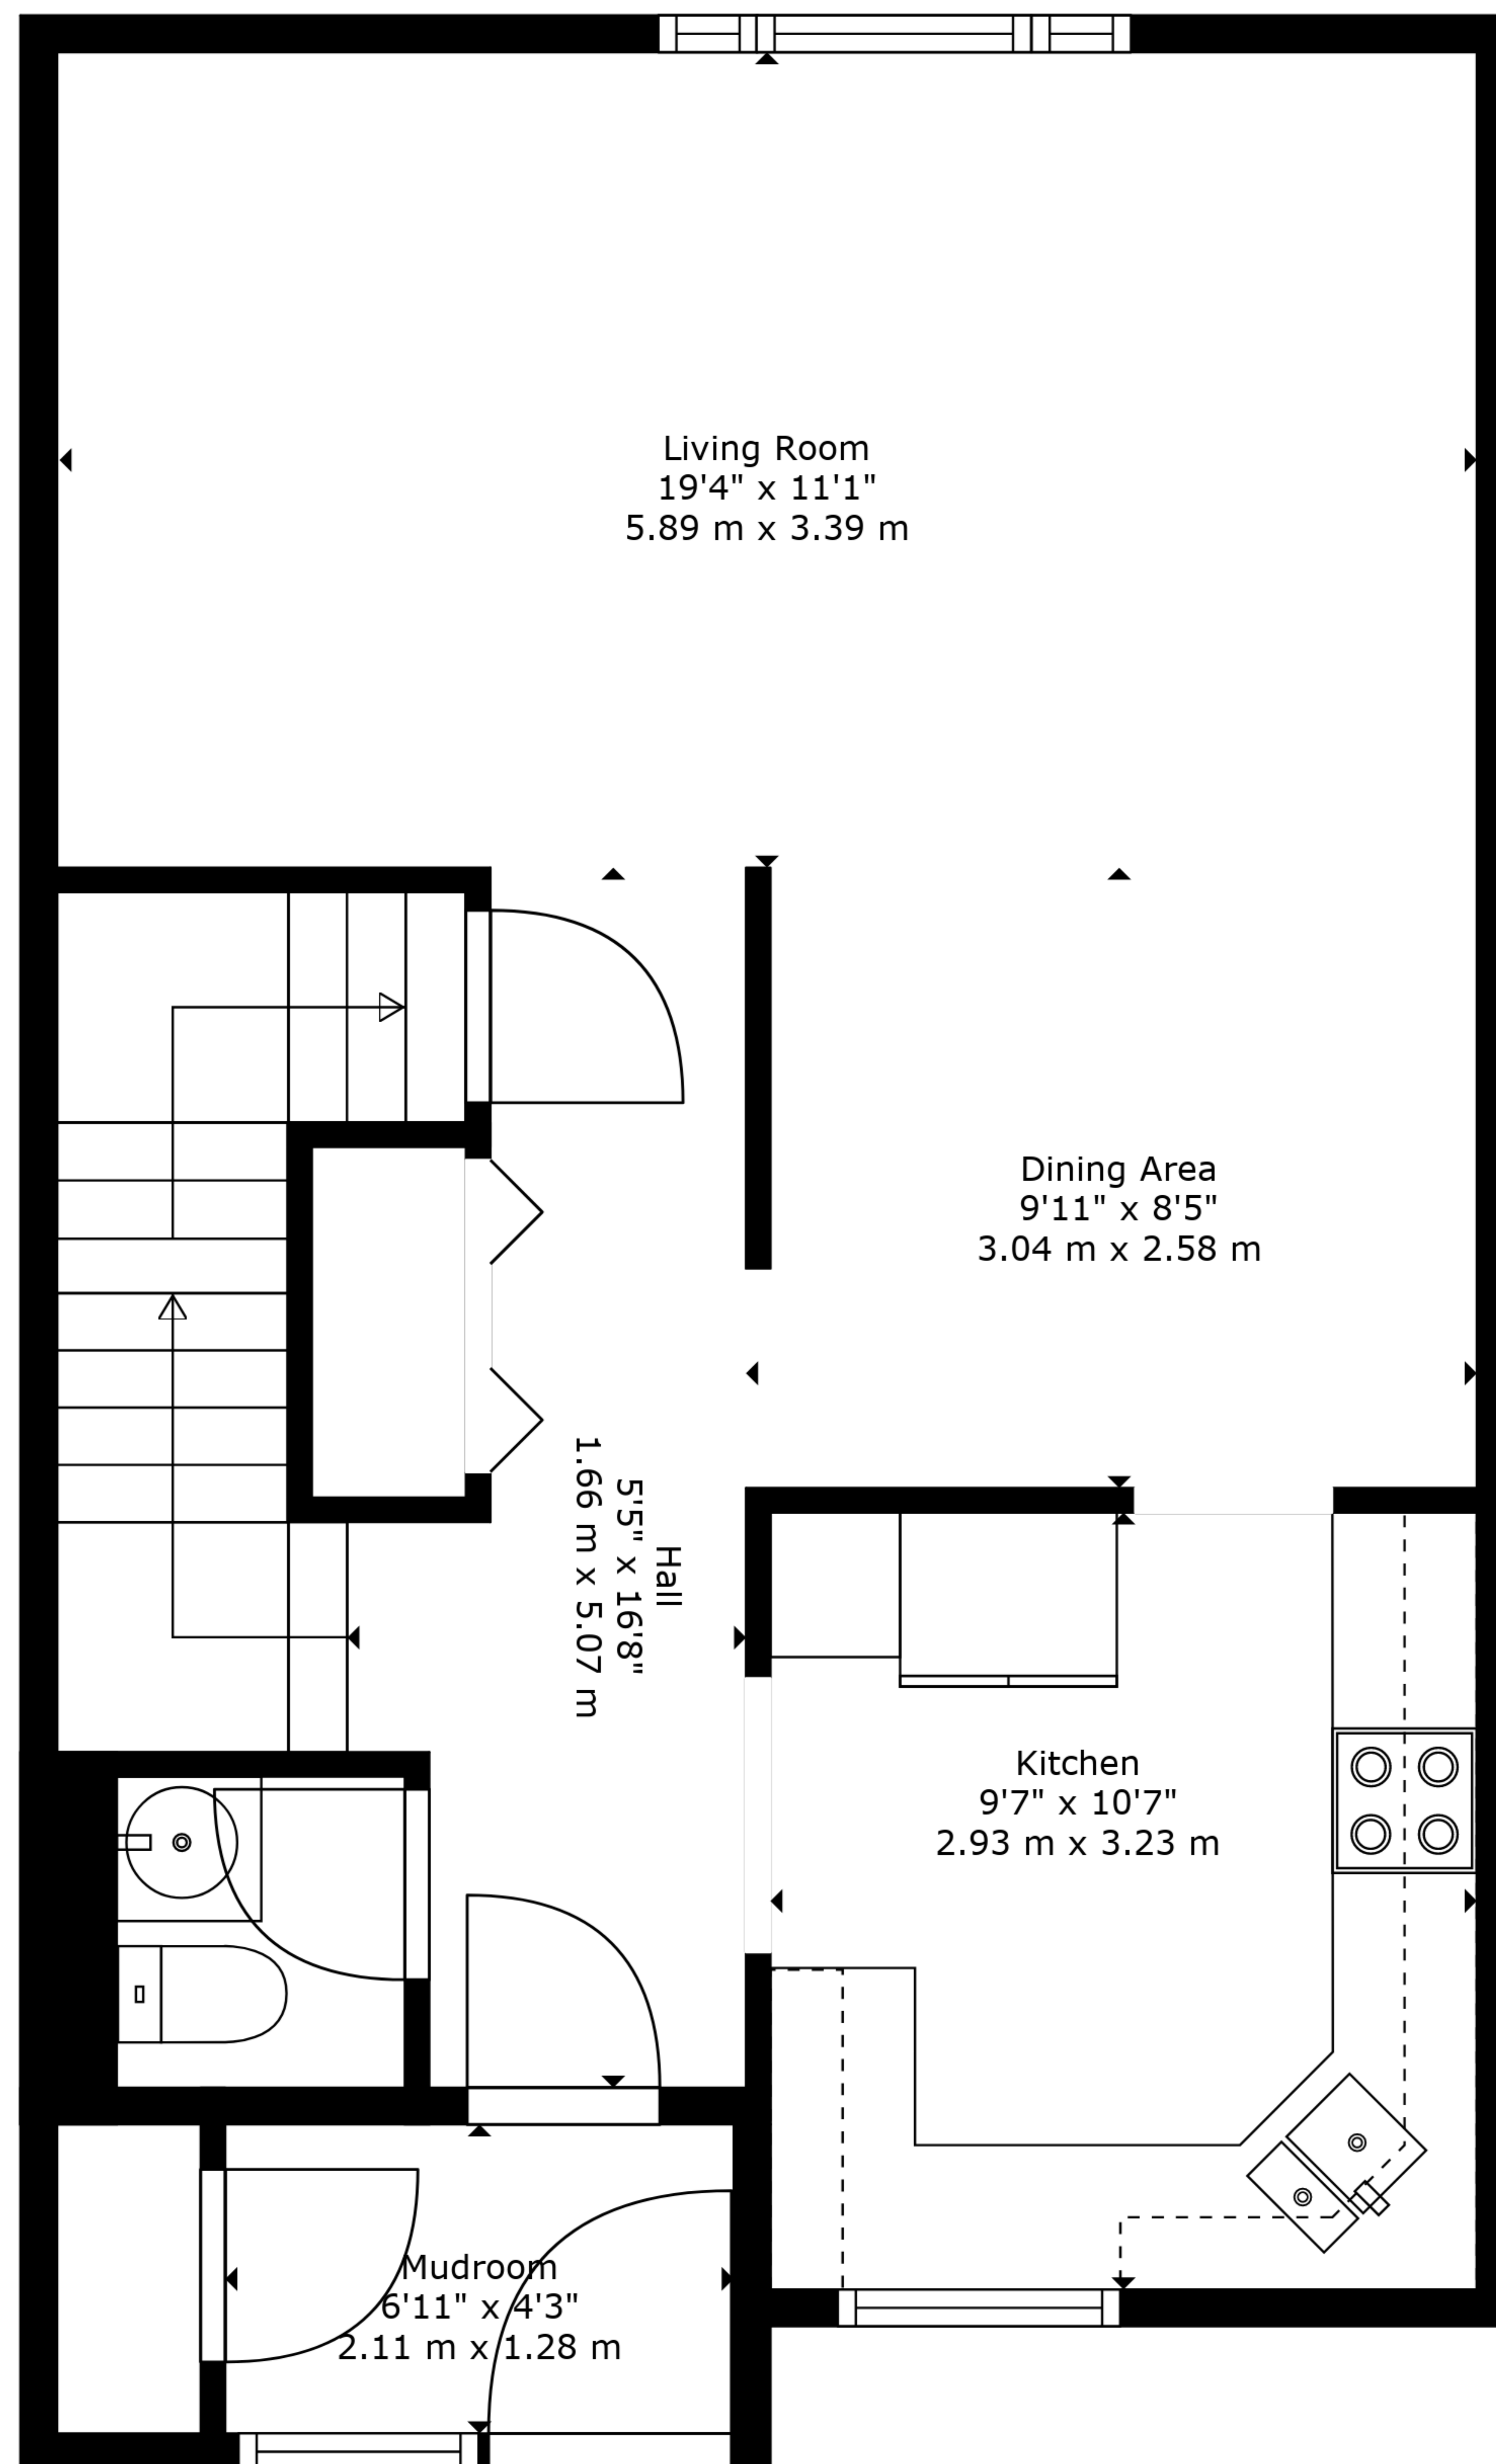 Living Room
19'4" x 11'1"
5.89 m x 3.39 m
Dining Area
9'11" x 8'5"
3.04 m x 2.58 m
Hall
5'5" x 16'8"
1.66 m x 5.07 m
Kitchen
9'7" x 10'7"
2.93 m x 3.23 m
Mudroom
6'11" x 4'3"
2.11 m x 1.28 m